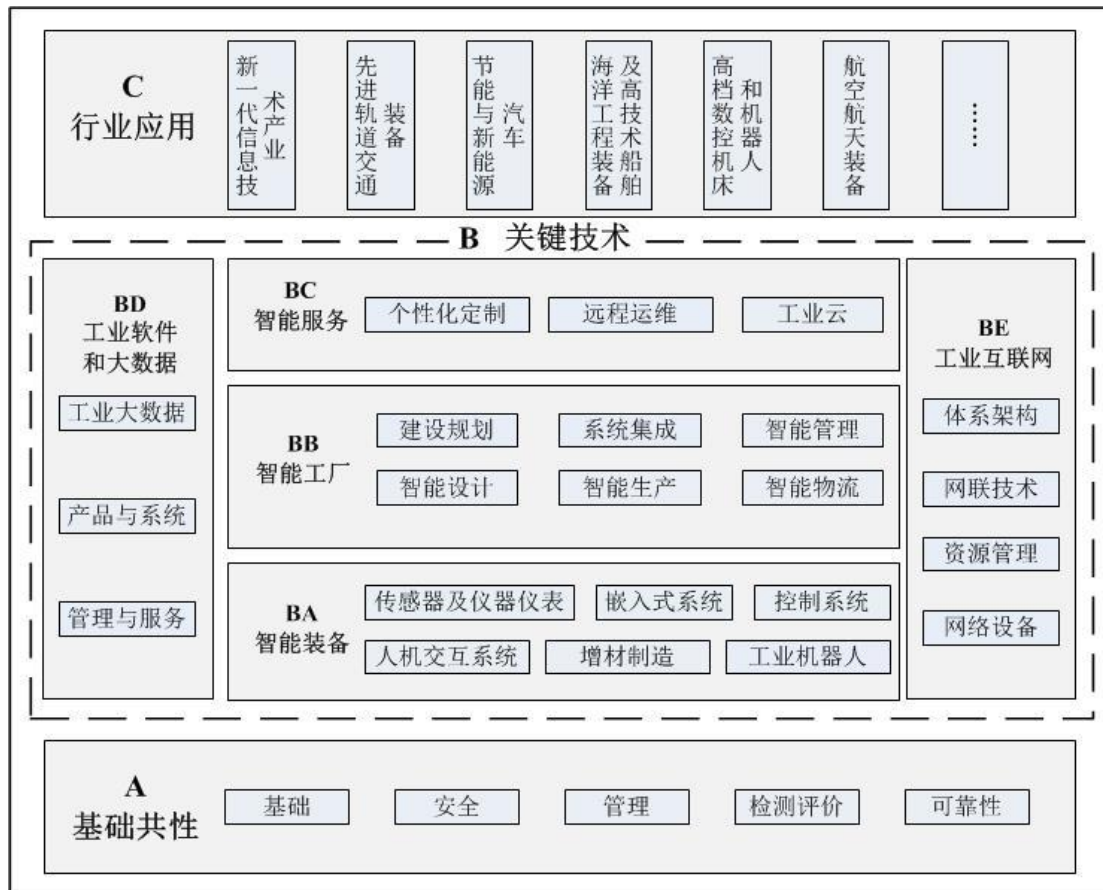 C
行业应用
新一代信息技
术产业
先进轨道交通
装备
节能与新能源
汽车
海洋工程装备
及高技术船舶
高档数控机床
和机器人
航空航天装备
……
B 关键技术
BD
工业软件
和大数据
工业大数据
产品与系统
管理与服务
BC
智能服务
个性化定制
远程运维
工业云
BB
智能工厂
建设规划
系统集成
智能管理
智能设计
智能生产
智能物流
BA
智能装备
传感器及仪器仪表
嵌入式系统
控制系统
人机交互系统
增材制造
工业机器人
BE
工业互联网
体系架构
网联技术
资源管理
网络设备
A
基础共性
基础
安全
管理
检测评价
可靠性